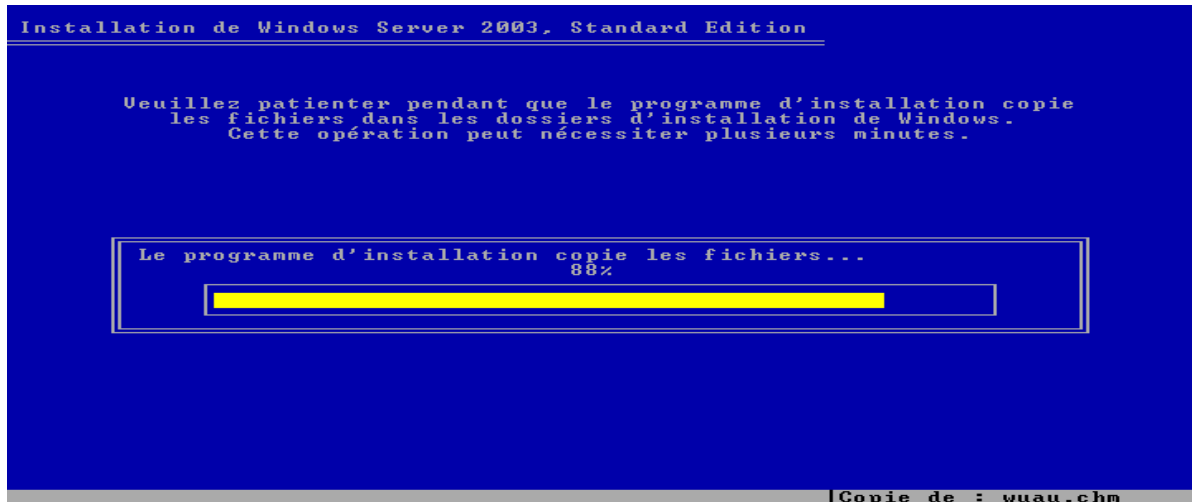 Installation de Windows Server 2003, Standard Edition
Veuillez patienter pendant que le programme d'installation copie
les fichiers dans les dossiers d'installation de Windows.
Cette opération peut nécessiter plusieurs minutes.
Le programme d'installation copie les fichiers...
88%
Copie de : wuau.chm